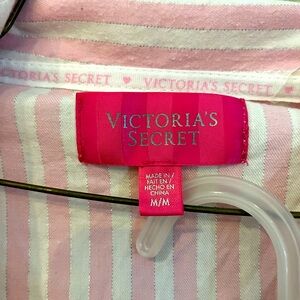 VICTORIA'S SECRET ♥ VICTORIA'S SECRET ♥
VICTORIA'S
SECRET
MADE IN /
FAIT EN /
HECHO EN
CHINA
M/M